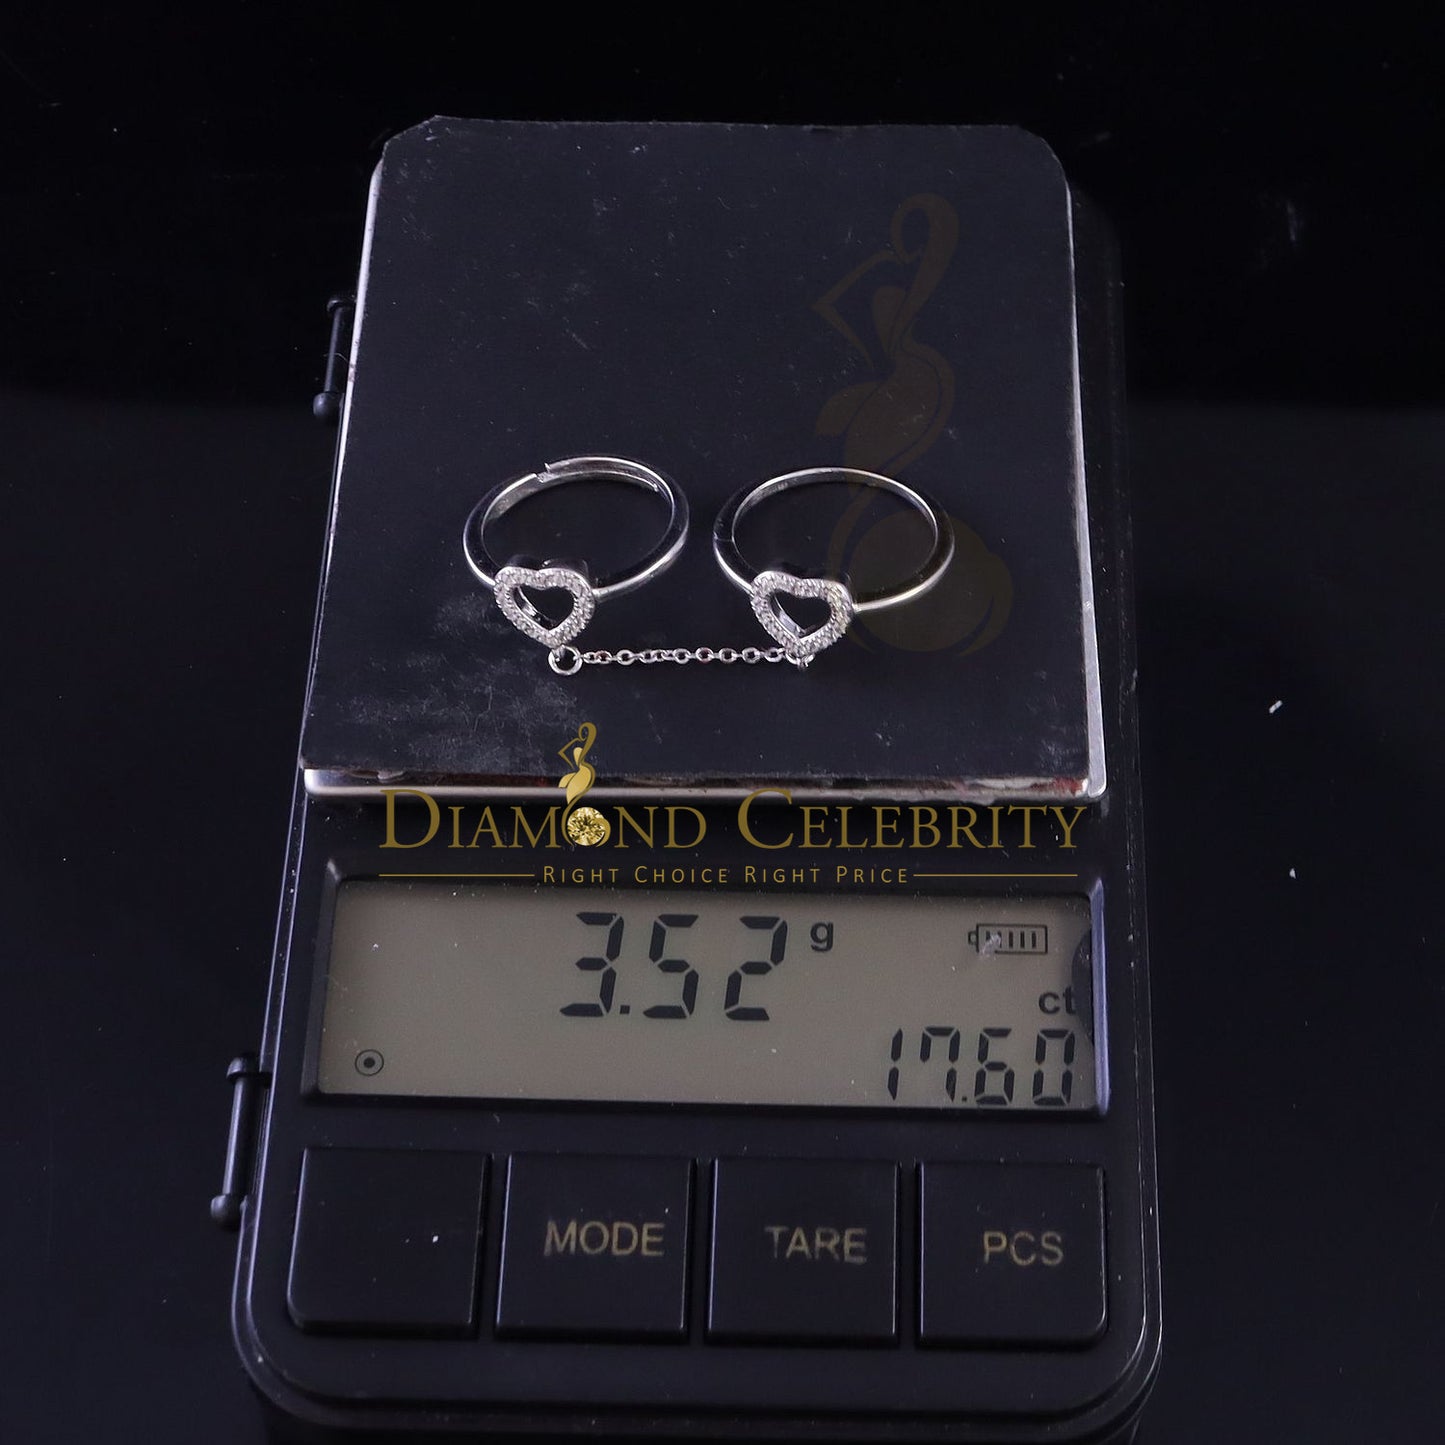 DIAMOND CELEBRITY
RIGHT CHOICE RIGHT PRICE
3.52 g
ct
17.60
MODE TARE PCS